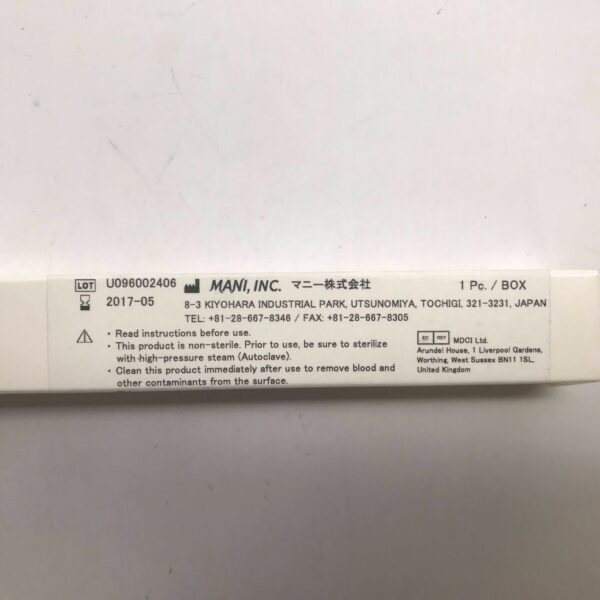 LOT U096002406 MANI, INC. マニー株式会社 1 Pc. / BOX
2017-05 8-3 KIYOHARA INDUSTRIAL PARK, UTSUNOMIYA, TOCHIGI, 321-3231, JAPAN
TEL: +81-28-667-8346 / FAX: +81-28-667-8305
• Read instructions before use.
• This product is non-sterile. Prior to use, be sure to sterilize
with high-pressure steam (Autoclave).
• Clean this product immediately after use to remove blood and
other contaminants from the surface.
EC REP MDCI Ltd.
Arundel House, 1 Liverpool Gardens,
Worthing, West Sussex BN11 1SL,
United Kingdom